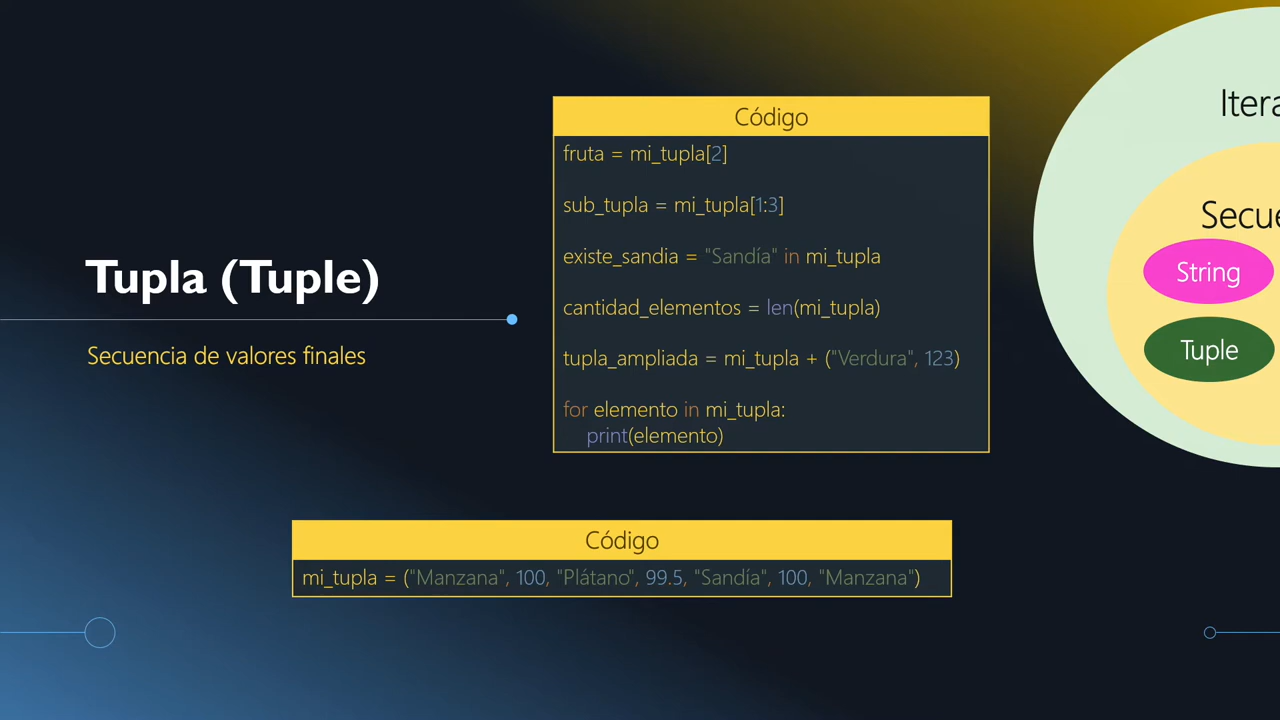 Tupla (Tuple)
Secuencia de valores finales
Código
fruta = mi_tupla[2]
sub_tupla = mi_tupla[1:3]
existe_sandia = "Sandía" in mi_tupla
cantidad_elementos = len(mi_tupla)
tupla_ampliada = mi_tupla + ("Verdura", 123)
for elemento in mi_tupla:
print(elemento)
Código
mi_tupla = ("Manzana", 100, "Plátano", 99.5, "Sandía", 100, "Manzana")
String
Tuple